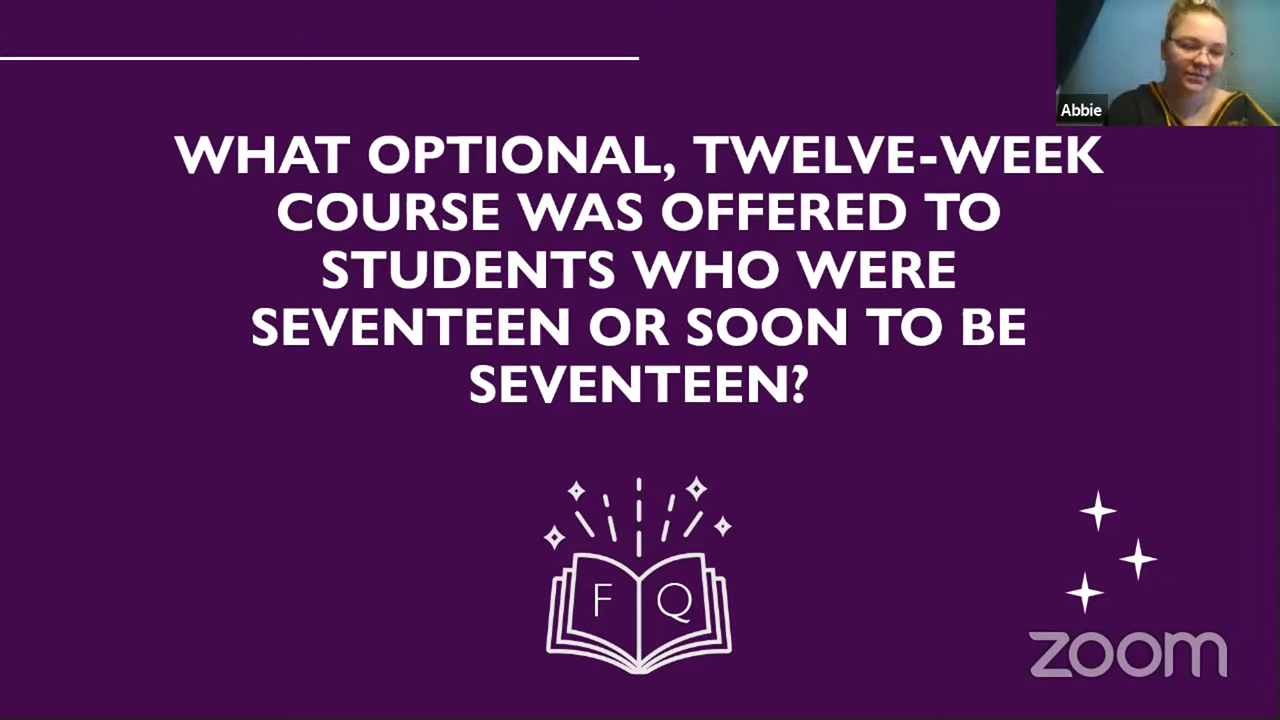 Abbie
WHAT OPTIONAL, TWELVE-WEEK
COURSE WAS OFFERED TO
STUDENTS WHO WERE
SEVENTEEN OR SOON TO BE
SEVENTEEN?
F Q
zoom